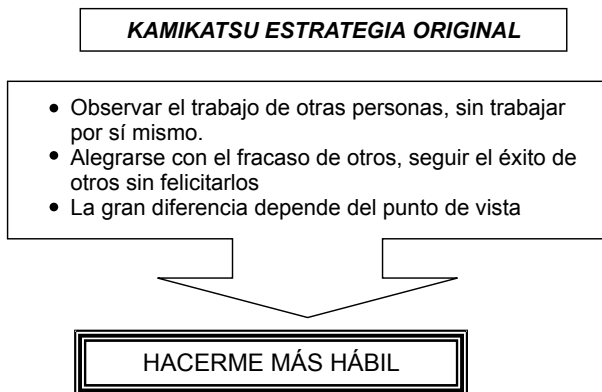 KAMIKATSU ESTRATEGIA ORIGINAL
• Observar el trabajo de otras personas, sin trabajar
por sí mismo.
• Alegrarse con el fracaso de otros, seguir el éxito de
otros sin felicitarlos
• La gran diferencia depende del punto de vista
HACERME MÁS HÁBIL